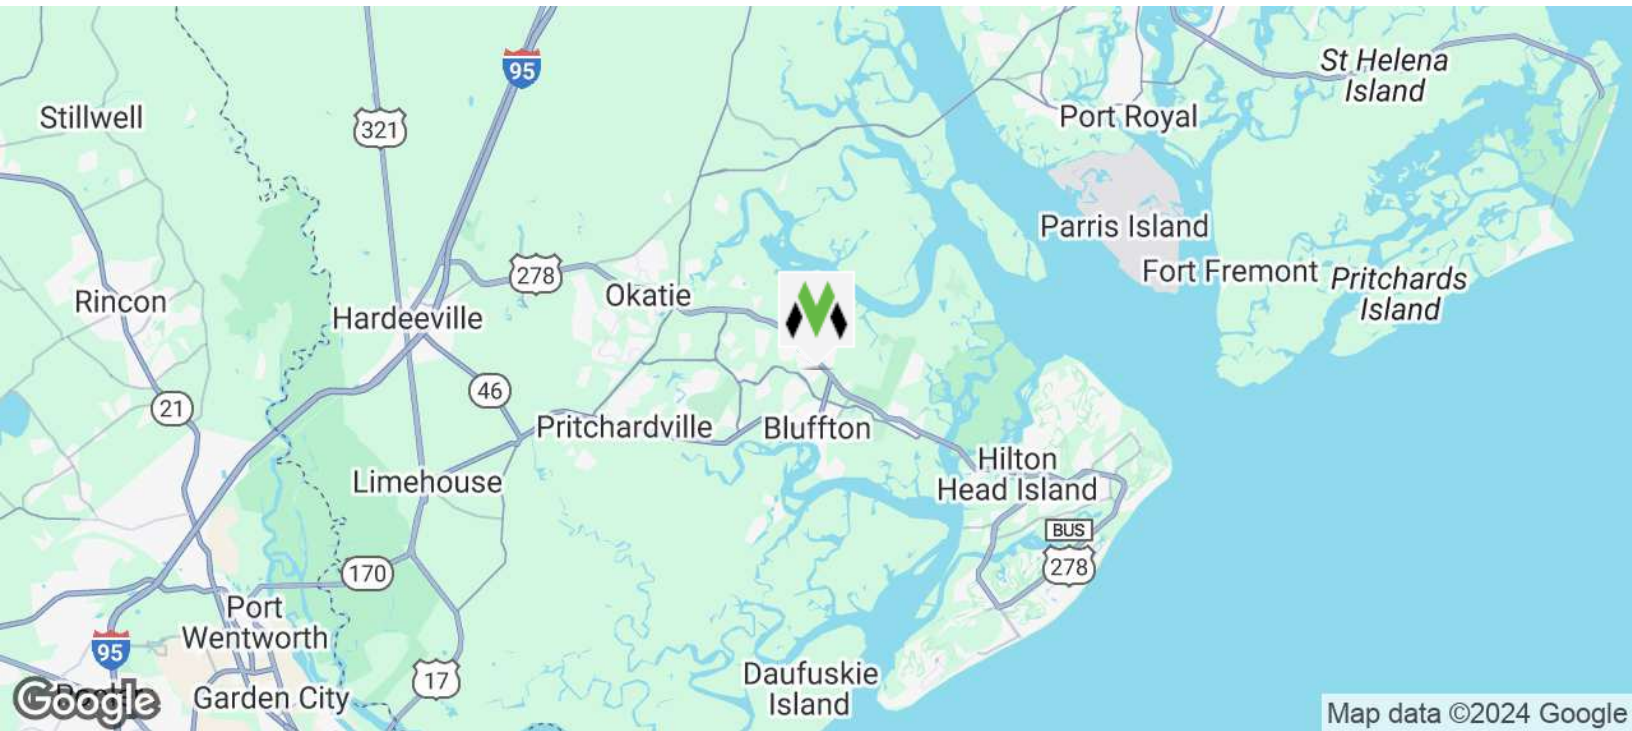 95
St Helena
Island
Stillwell
321
Port Royal
Parris Island
278
Okatie
Fort Fremont
Pritchards
Island
Rincon
Hardeeville
46
21
Pritchardville
Bluffton
Limehouse
Hilton
Head Island
BUS
278
170
Port
Wentworth
95
17
Daufuskie
Island
Garden City
Google
Map data ©2024 Google